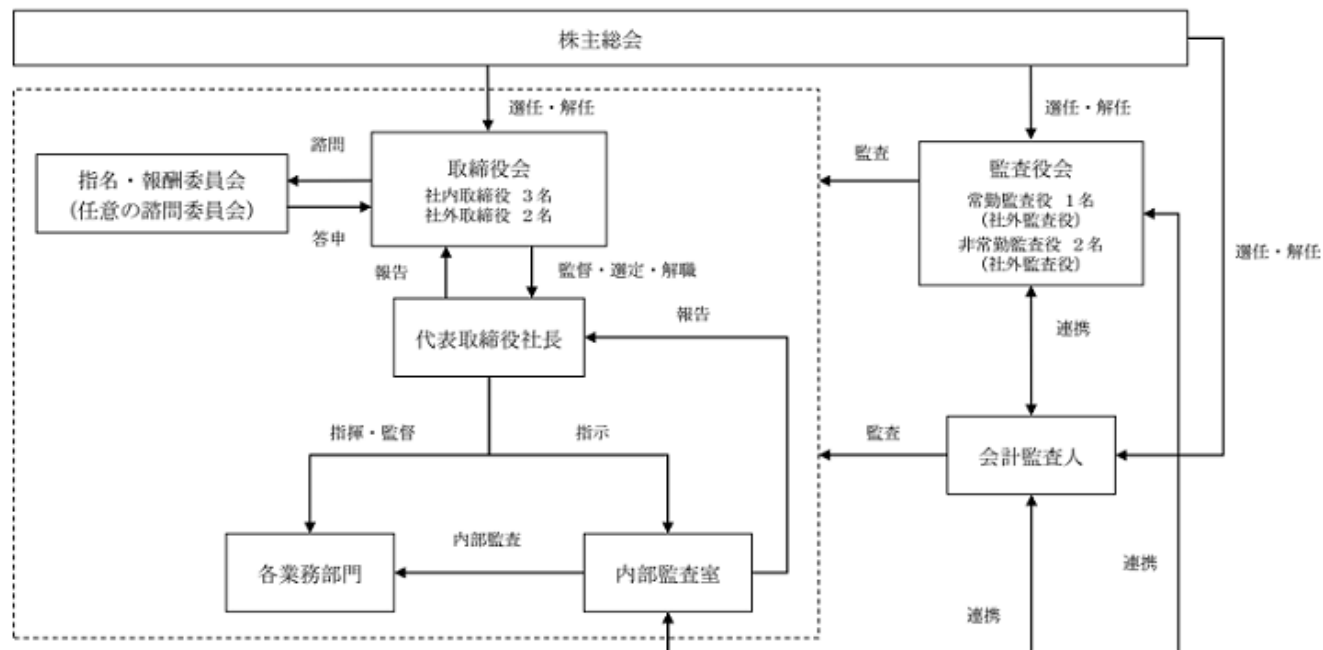 株主総会
選任・解任
選任・解任
諮問
取締役会
社内取締役 3名
社外取締役 2名
監査
監査役会
常勤監査役 1名
(社外監査役)
非常勤監査役 2名
(社外監査役)
指名・報酬委員会
(任意の諮問委員会)
答申
選任・解任
報告
監督・選定・解職
報告
代表取締役社長
連携
指揮・監督
指示
監査
会計監査人
内部監査
各業務部門
内部監査室
連携
連携